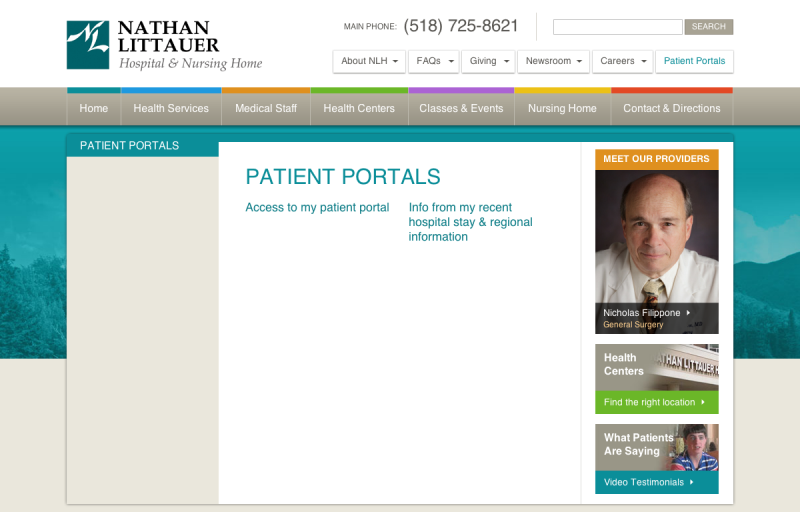 NATHAN
LITTAUER
Hospital & Nursing Home
MAIN PHONE: (518) 725-8621
SEARCH
About NLH
FAQs
Giving
Newsroom
Careers
Patient Portals
Home
Health Services
Medical Staff
Health Centers
Classes & Events
Nursing Home
Contact & Directions
PATIENT PORTALS
PATIENT PORTALS
Access to my patient portal
Info from my recent
hospital stay & regional
information
MEET OUR PROVIDERS
Nicholas Filippone
General Surgery
Health
Centers
THAN LITTAUER
Find the right location
What Patients
Are Saying
Video Testimonials